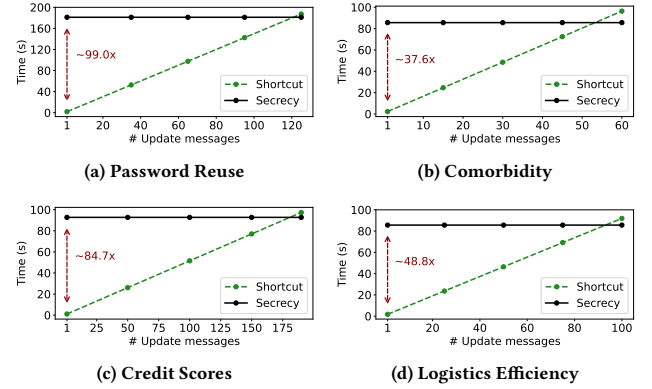 200
160
120
80
40
0
Time (s)
~99.0x
Shortcut
Secrecy
1 20 40 60 80 100 120
# Update messages
(a) Password Reuse
100
80
60
40
20
0
Time (s)
~37.6x
Shortcut
Secrecy
1 10 20 30 40 50 60
# Update messages
(b) Comorbidity
100
80
60
40
20
0
Time (s)
~84.7x
Shortcut
Secrecy
1 25 50 75 100 125 150 175
# Update messages
(c) Credit Scores
100
80
60
40
20
0
Time (s)
~48.8x
Shortcut
Secrecy
1 20 40 60 80 100
# Update messages
(d) Logistics Efficiency